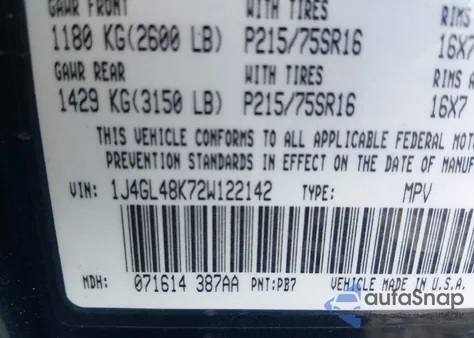 GAWR FRONT WITH TIRES RIMS
1180 KG(2600 LB) P215/75SR16 16X7
GAWR REAR WITH TIRES RIMS
1429 KG(3150 LB) P215/75SR16 16X7
THIS VEHICLE CONFORMS TO ALL APPLICABLE FEDERAL
PREVENTION STANDARDS IN EFFECT ON THE DATE OF
VIN: 1J4GL48K72W122142 TYPE: MPV
MDH: 071614 387AA PNT:PB7 VEHICLE MADE IN U.S.A.
autoSnap